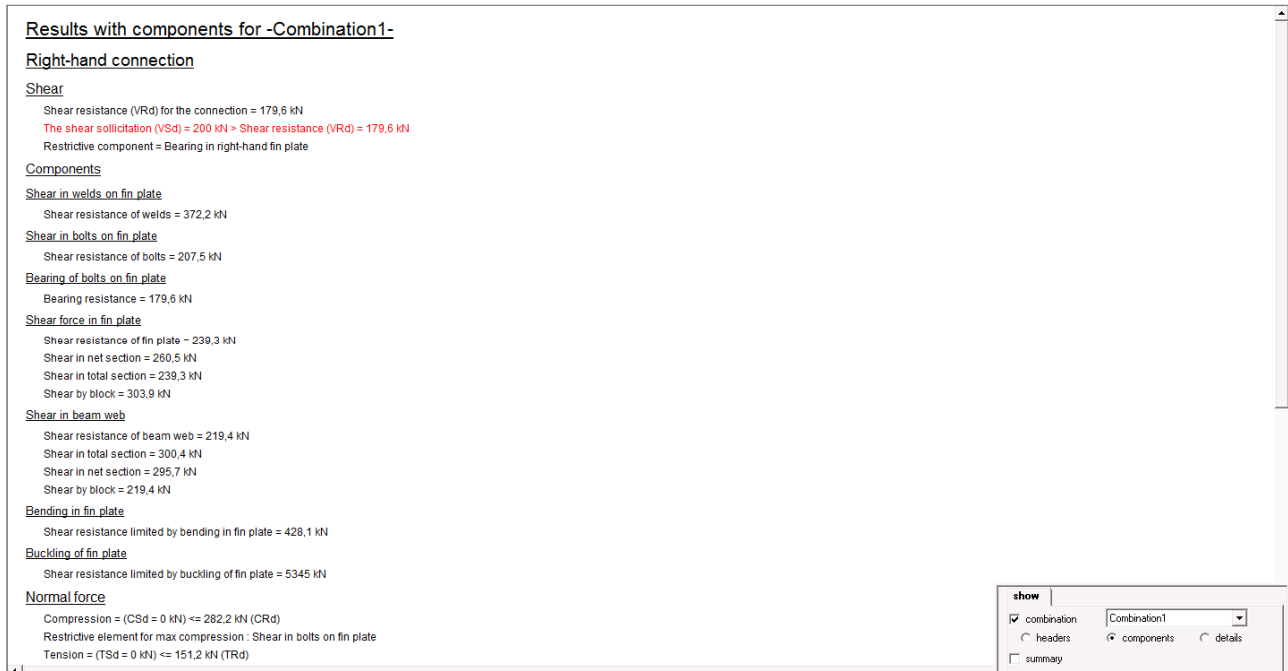 Results with components for -Combination1-
Right-hand connection
Shear
Shear resistance (VRd) for the connection = 179,6 kN
The shear sollicitation (VSd) = 200 kN > Shear resistance (VRd) = 179,6 kN
Restrictive component = Bearing in right-hand fin plate
Components
Shear in welds on fin plate
Shear resistance of welds = 372,2 kN
Shear in bolts on fin plate
Shear resistance of bolts = 207,5 kN
Bearing of bolts on fin plate
Bearing resistance = 179,6 kN
Shear force in fin plate
Shear resistance of fin plate = 239,3 kN
Shear in net section = 260,5 kN
Shear in total section = 239,3 kN
Shear by block = 303,9 kN
Shear in beam web
Shear resistance of beam web = 219,4 kN
Shear in total section = 300,4 kN
Shear in net section = 295,7 kN
Shear by block = 219,4 kN
Bending in fin plate
Shear resistance limited by bending in fin plate = 428,1 kN
Buckling of fin plate
Shear resistance limited by buckling of fin plate = 5345 kN
Normal force
Compression = (CSd = 0 kN) <= 282,2 kN (CRd)
Restrictive element for max compression : Shear in bolts on fin plate
Tension = (TSd = 0 kN) <= 151,2 kN (TRd)
show
combination Combination1
headers components details
summary